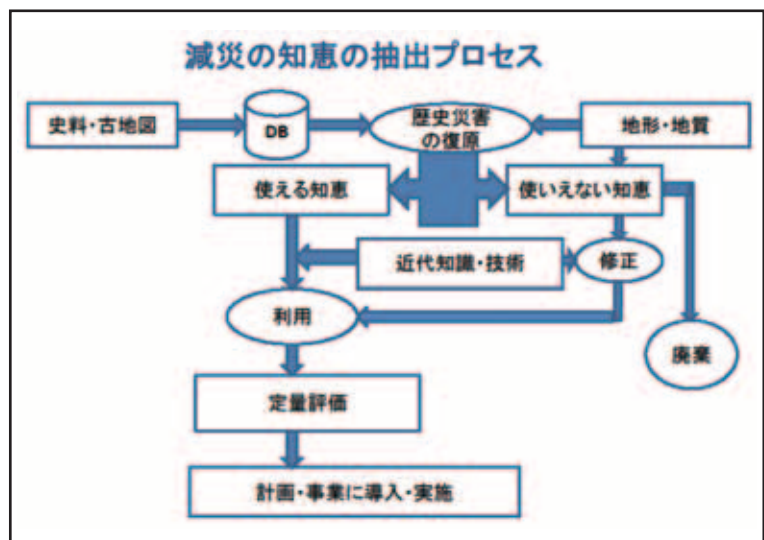 減災の知恵の抽出プロセス
史料・古地図
DB
歴史災害
の復原
地形・地質
使える知恵
使いえない知恵
近代知識・技術
修正
利用
廃棄
定量評価
計画・事業に導入・実施